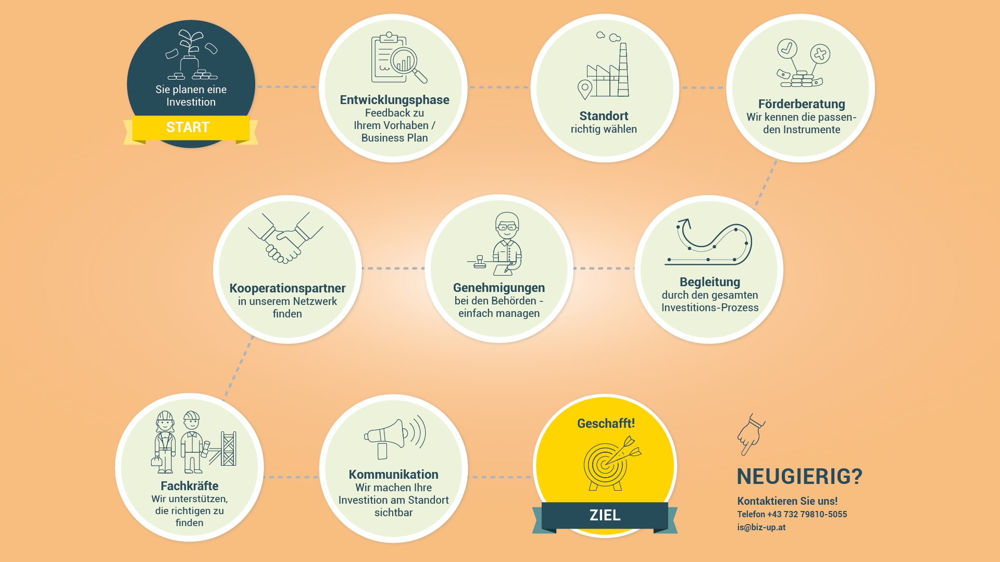 Sie planen eine
Investition
START
Entwicklungsphase
Feedback zu
Ihrem Vorhaben /
Business Plan
Standort
richtig wählen
Förderberatung
Wir kennen die passen-
den Instrumente
Begleitung
durch den gesamten
Investitions-Prozess
Genehmigungen
bei den Behörden -
einfach managen
Kooperationspartner
in unserem Netzwerk
finden
Fachkräfte
Wir unterstützen,
die richtigen zu
finden
Kommunikation
Wir machen Ihre
Investition am Standort
sichtbar
Geschafft!
ZIEL
NEUGIERIG?
Kontaktieren Sie uns!
Telefon +43 732 79810-5055
is@biz-up.at